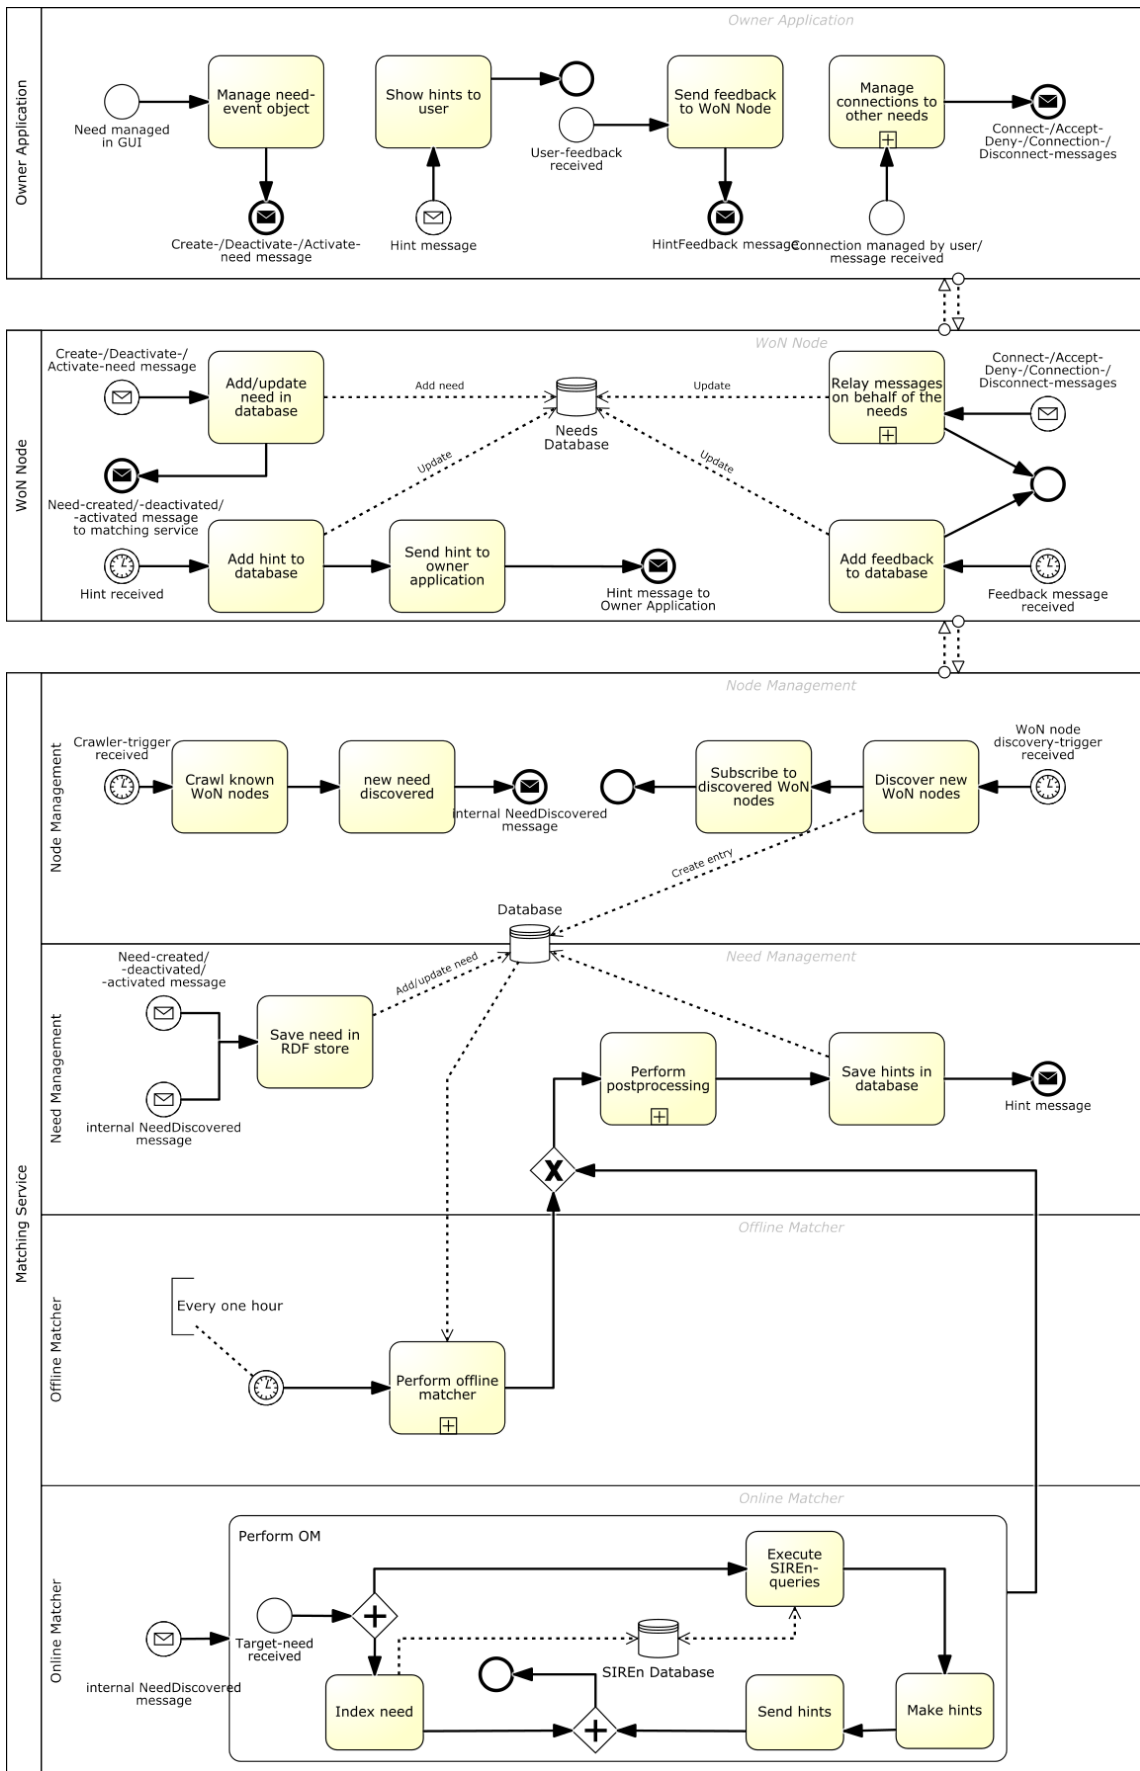 Owner Application
Owner Application
Manage need-
event object
Need managed
in GUI
Create-/Deactivate-/Activate-
need message
Show hints to
user
Hint message
User-feedback
received
Send feedback
to WoN Node
HintFeedback message
Manage
connections to
other needs
Connect-/Accept-
Deny-/Connection-/
Disconnect-messages
Connection managed by user/
message received
WoN Node
WoN Node
Create-/Deactivate-/
Activate-need message
Add/update
need in
database
Add need
Needs
Database
Update
Relay messages
on behalf of the
needs
Connect-/Accept-
Deny-/Connection-/
Disconnect-messages
Need-created/-deactivated/
-activated message
to matching service
Update
Update
Hint received
Add hint to
database
Send hint to
owner
application
Hint message to
Owner Application
Add feedback
to database
Feedback message
received
Matching Service
Node Management
Node Management
Crawler-trigger
received
Crawl known
WoN nodes
new need
discovered
internal NeedDiscovered
message
Subscribe to
discovered WoN
nodes
Discover new
WoN nodes
WoN node
discovery-trigger
received
Create entry
Database
Need Management
Need Management
Need-created/
-deactivated/
-activated message
Add/update need
Save need in
RDF store
internal NeedDiscovered
message
Perform
postprocessing
Save hints in
database
Hint message
X
Offline Matcher
Offline Matcher
Every one hour
Perform offline
matcher
Online Matcher
Online Matcher
Perform OM
Execute
SIREn-
queries
Target-need
received
internal NeedDiscovered
message
SIREn Database
Index need
Send hints
Make hints